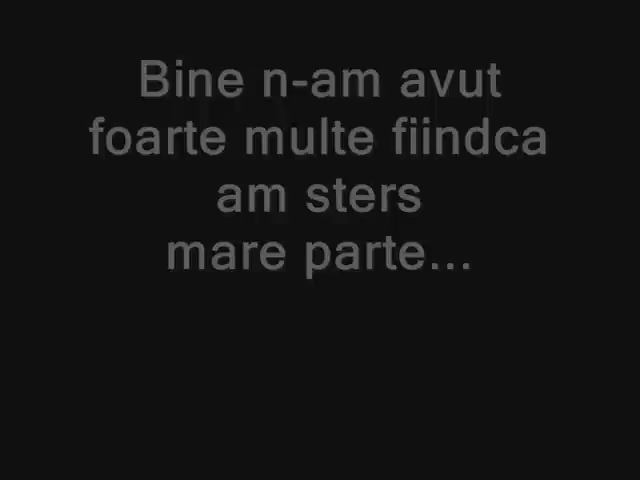 Bine n-am avut
foarte multe fiindca
am sters
mare parte...